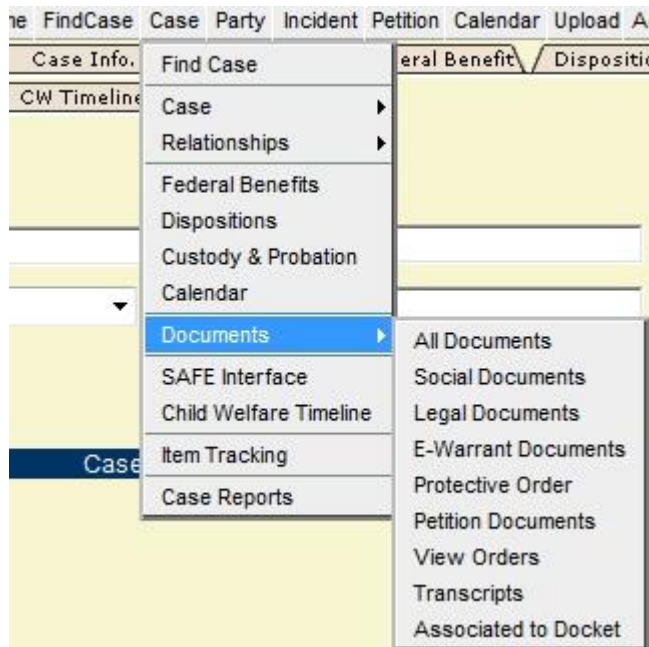 ne FindCase Case Party Incident Petition Calendar Upload A
Case Info. eral Benefit Dispositio
CW Timeline
Find Case
Case
Relationships
Federal Benefits
Dispositions
Custody & Probation
Calendar
Documents
SAFE Interface
Child Welfare Timeline
Item Tracking
Case Reports
Case
All Documents
Social Documents
Legal Documents
E-Warrant Documents
Protective Order
Petition Documents
View Orders
Transcripts
Associated to Docket